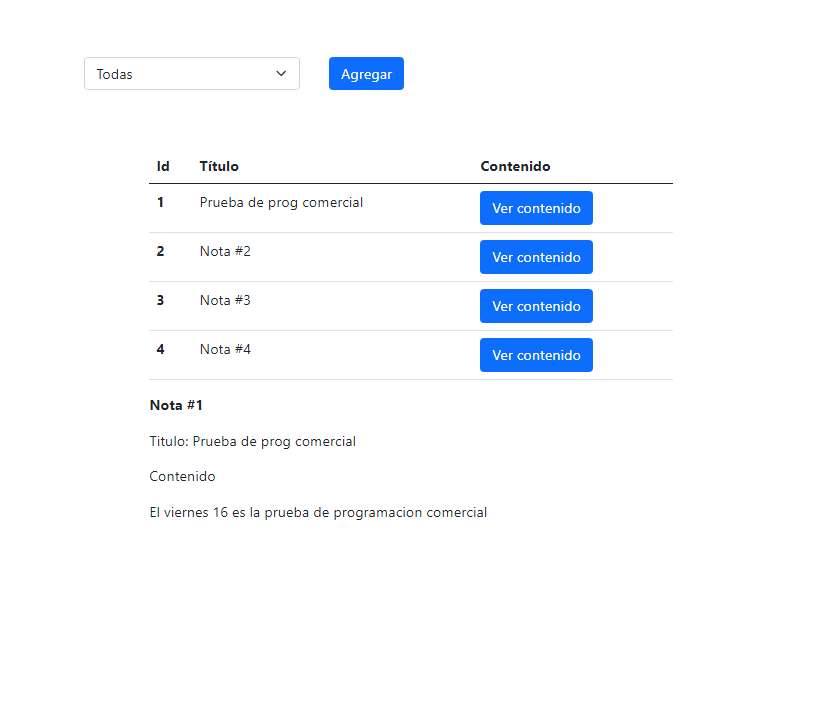 Todas Agregar
Id Título Contenido
1 Prueba de prog comercial Ver contenido
2 Nota #2 Ver contenido
3 Nota #3 Ver contenido
4 Nota #4 Ver contenido
Nota #1
Titulo: Prueba de prog comercial
Contenido
El viernes 16 es la prueba de programacion comercial